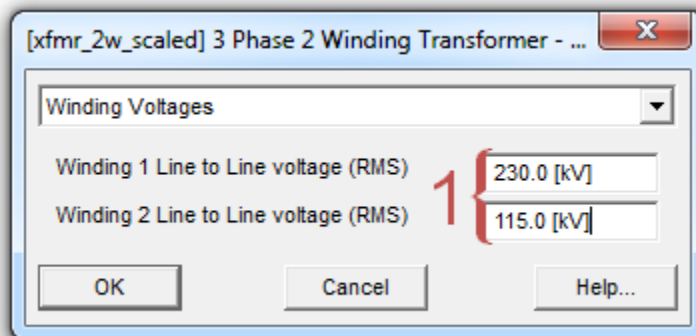 [xfmr_2w_scaled] 3 Phase 2 Winding Transformer - ...
Winding Voltages
Winding 1 Line to Line voltage (RMS) 1 230.0 [kV]
Winding 2 Line to Line voltage (RMS) 115.0 [kV]
OK Cancel Help...